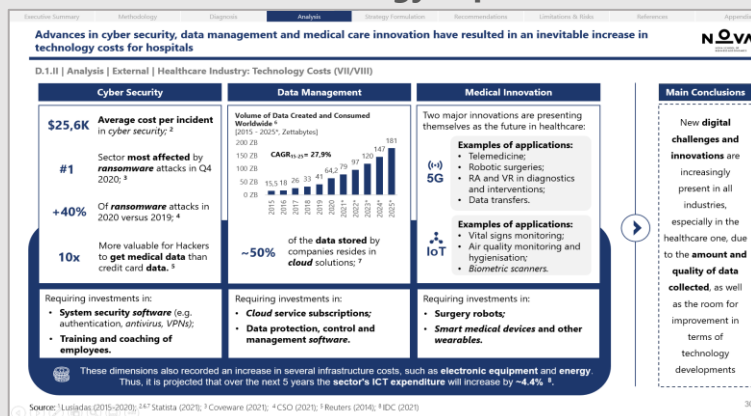 Executive Summary
Methodology
Diagnosis
Analysis
Strategy Formulation
Recommendations
Limitations & Risks
References
Advances in cyber security, data management and medical care innovation have resulted in an inevitable increase in
technology costs for hospitals
NOVA
D.1.II | Analysis | External | Healthcare Industry: Technology Costs (VII/VIII)
Cyber Security
$25,6K
Average cost per incident
in cyber security; 2
#1
Sector most affected by
ransomware attacks in Q4
2020; 3
+40%
Of ransomware attacks in
2020 versus 2019; 4
10x
More valuable for Hackers
to get medical data than
credit card data. 5
Requiring investments in:
• System security software (e.g.
authentication, antivirus, VPNs);
• Training and coaching of
employees.
Data Management
Volume of Data Created and Consumed
Worldwide 6
[2015 - 2025*, Zettabytes]
200 ZB
150 ZB
100 ZB
50 ZB
0 ZB
CAGR15-25= 27,9%
15,5 18 26 33 41 64,2 79 97 120 147 181
2015 2016 2017 2018 2019 2020 2021* 2022* 2023* 2024* 2025*
~50%
of the data stored by
companies resides in
cloud solutions; 7
Requiring investments in:
• Cloud service subscriptions;
• Data protection, control and
management software.
Medical Innovation
Two major innovations are presenting
themselves as the future in healthcare:
5G
Examples of applications:
• Telemedicine;
• Robotic surgeries;
• RA and VR in diagnostics
and interventions;
• Data transfers.
IoT
Examples of applications:
• Vital signs monitoring;
• Air quality monitoring and
hygienisation;
• Biometric scanners.
Requiring investments in:
• Surgery robots;
• Smart medical devices and other
wearables.
Main Conclusions
New digital
challenges and
innovations are
increasingly
present in all
industries,
especially in the
healthcare one, due
to the amount and
quality of data
collected, as well
as the room for
improvement in
terms of
technology
developments
These dimensions also recorded an increase in several infrastructure costs, such as electronic equipment and energy.
Thus, it is projected that over the next 5 years the sector's ICT expenditure will increase by ~4.4% 8.
Source: 1 Lusíadas (2015-2020); 2,6,7 Statista (2021); 3 Coveware (2021); 4 CSO (2021); 5 Reuters (2014); 8 IDC (2021)